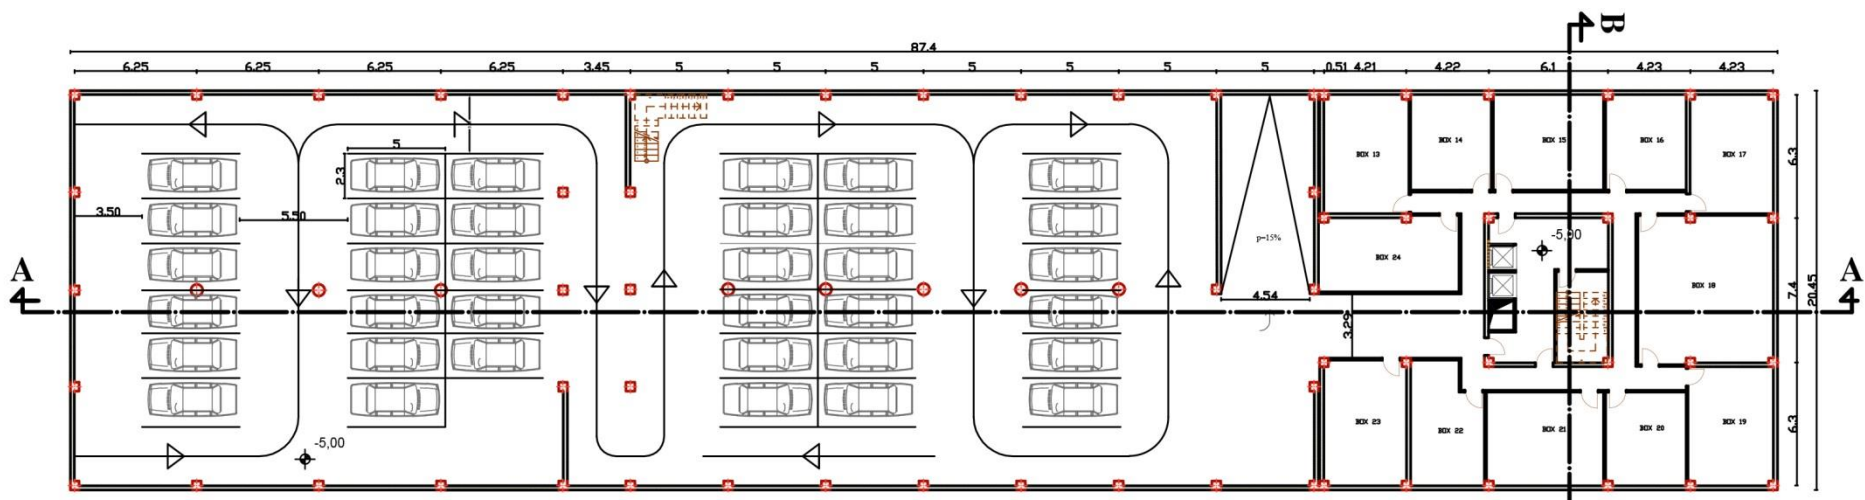 B
87.4
6.25 6.25 6.25 6.25 3.45 5 5 5 5 5 5 5 0.51 4.21 4.22 6.1 4.23 4.23
5
2.3
BOX 13
BOX 14
BOX 15
BOX 16
BOX 17
6.3
3.50
5.50
p=15%
-5,00
BOX 24
A
A
4.54
3.29
BOX 18
7.4
20.45
BOX 23
BOX 22
BOX 21
BOX 20
BOX 19
6.3
-5,00